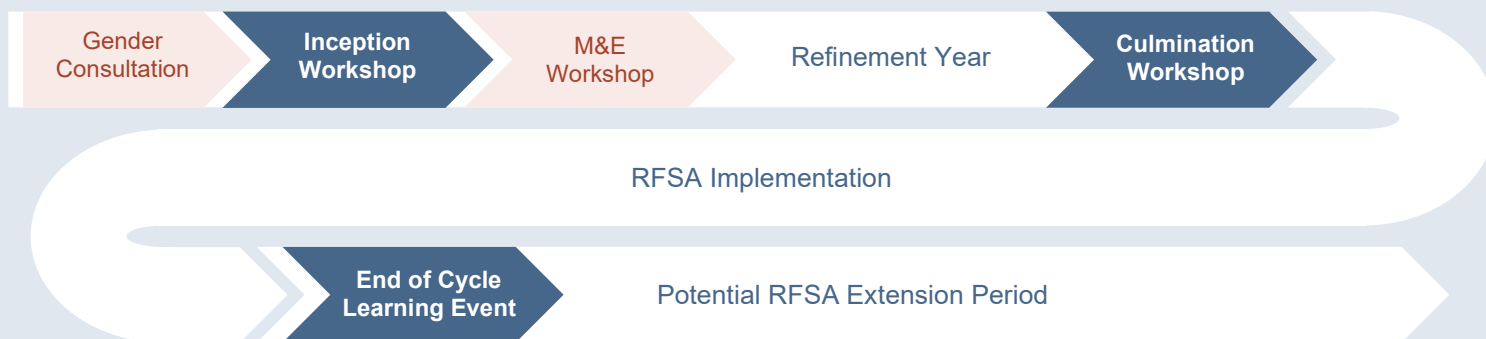 Gender
Consultation
Inception
Workshop
M&E
Workshop
Refinement Year
Culmination
Workshop
RFSA Implementation
End of Cycle
Learning Event
Potential RFSA Extension Period